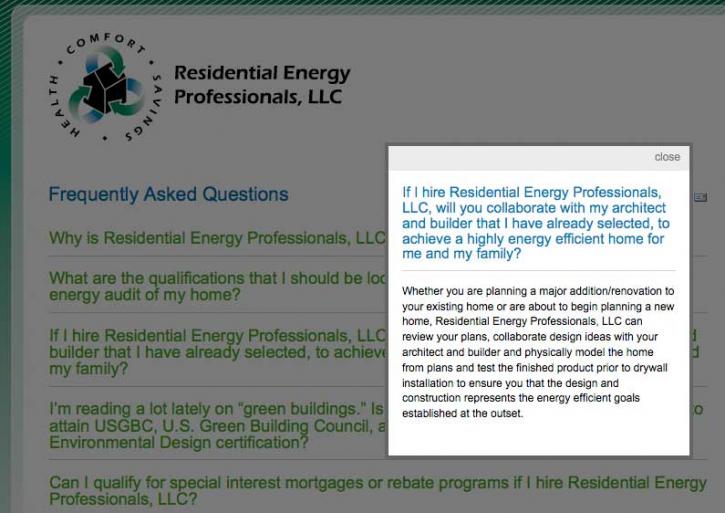 HEALTH • COMFORT • SAVINGS •
Residential Energy
Professionals, LLC
Frequently Asked Questions
Why is Residential Energy Professionals, LLC
What are the qualifications that I should be
energy audit of my home?
If I hire Residential Energy Professionals, LLC
builder that I have already selected, to achieve
my family?
I'm reading a lot lately on “green buildings.” Is
to
attain USGBC, U.S. Green Building Council, a
Environmental Design certification?
Can I qualify for special interest mortgages or rebate programs if I hire Residential Energy
Professionals, LLC?
close
If I hire Residential Energy Professionals,
LLC, will you collaborate with my architect
and builder that I have already selected, to
achieve a highly energy efficient home for
me and my family?
Whether you are planning a major addition/renovation to
your existing home or are about to begin planning a new
home, Residential Energy Professionals, LLC can
review your plans, collaborate design ideas with your
architect and builder and physically model the home
from plans and test the finished product prior to drywall
installation to ensure you that the design and
construction represents the energy efficient goals
established at the outset.